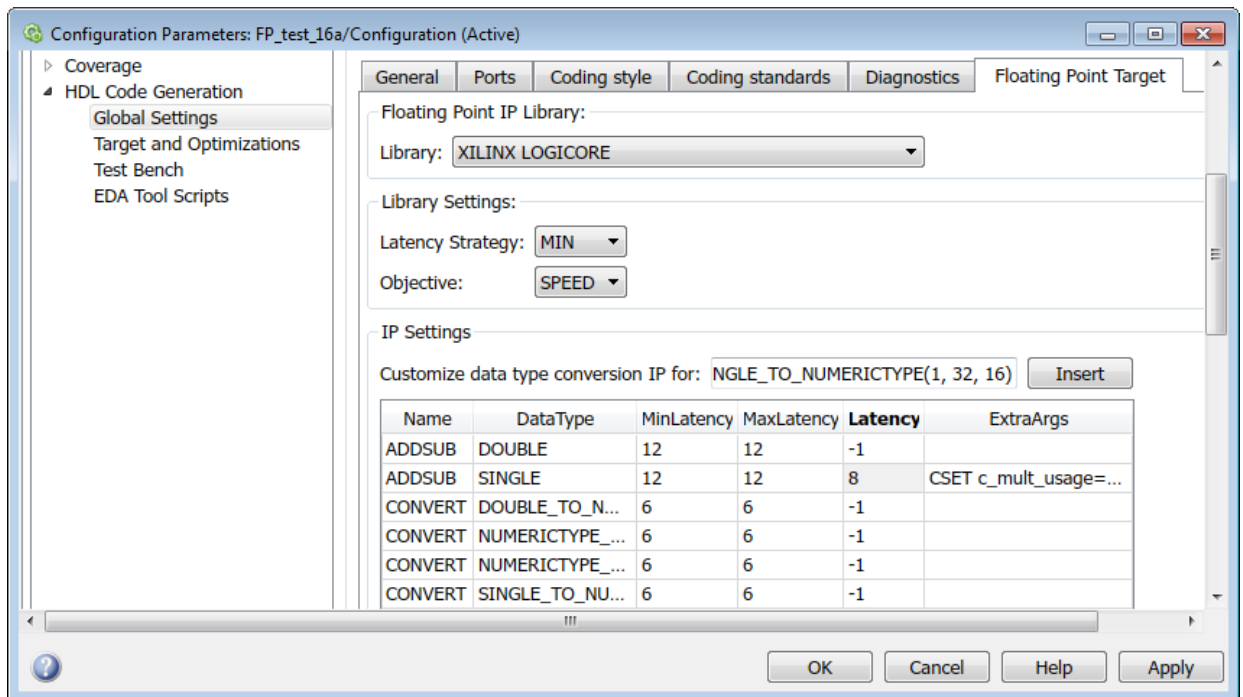 Configuration Parameters: FP_test_16a/Configuration (Active)
Coverage
HDL Code Generation
Global Settings
Target and Optimizations
Test Bench
EDA Tool Scripts
General Ports Coding style Coding standards Diagnostics Floating Point Target
Floating Point IP Library:
Library: XILINX LOGICORE
Library Settings:
Latency Strategy: MIN
Objective: SPEED
IP Settings
Customize data type conversion IP for: NGLE_TO_NUMERICTYPE(1, 32, 16) Insert
Name DataType MinLatency MaxLatency Latency ExtraArgs
ADDSUB DOUBLE 12 12 -1
ADDSUB SINGLE 12 12 8 CSET c_mult_usage=...
CONVERT DOUBLE_TO_N... 6 6 -1
CONVERT NUMERICTYPE_... 6 6 -1
CONVERT NUMERICTYPE_... 6 6 -1
CONVERT SINGLE_TO_NU... 6 6 -1
OK Cancel Help Apply